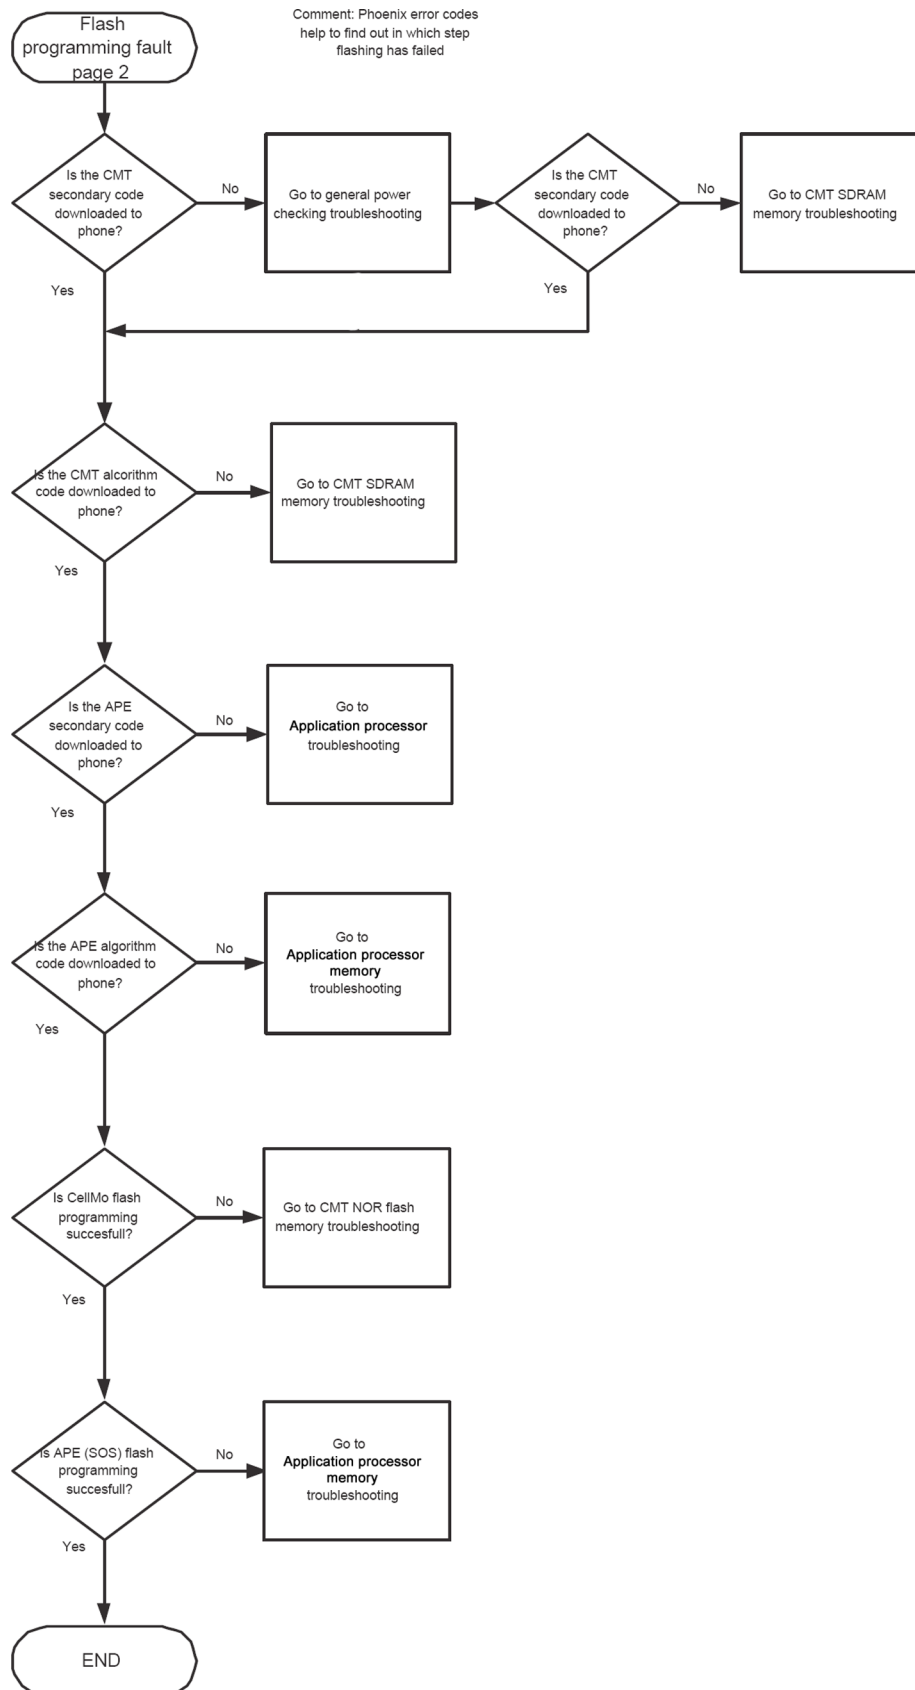 Flash
programming fault
page 2
Comment: Phoenix error codes
help to find out in which step
flashing has failed
Is the CMT
secondary code
downloaded to
phone?
No
Go to general power
checking troubleshooting
Is the CMT
secondary code
downloaded to
phone?
No
Go to CMT SDRAM
memory troubleshooting
Yes
Yes
Is the CMT alcorithm
code downloaded to
phone?
No
Go to CMT SDRAM
memory troubleshooting
Yes
Is the APE
secondary code
downloaded to
phone?
No
Go to
Application processor
troubleshooting
Yes
Is the APE algorithm
code downloaded to
phone?
No
Go to
Application processor
memory
troubleshooting
Yes
Is CellMo flash
programming
succesfull?
No
Go to CMT NOR flash
memory troubleshooting
Yes
Is APE (SOS) flash
programming
succesfull?
No
Go to
Application processor
memory
troubleshooting
Yes
END